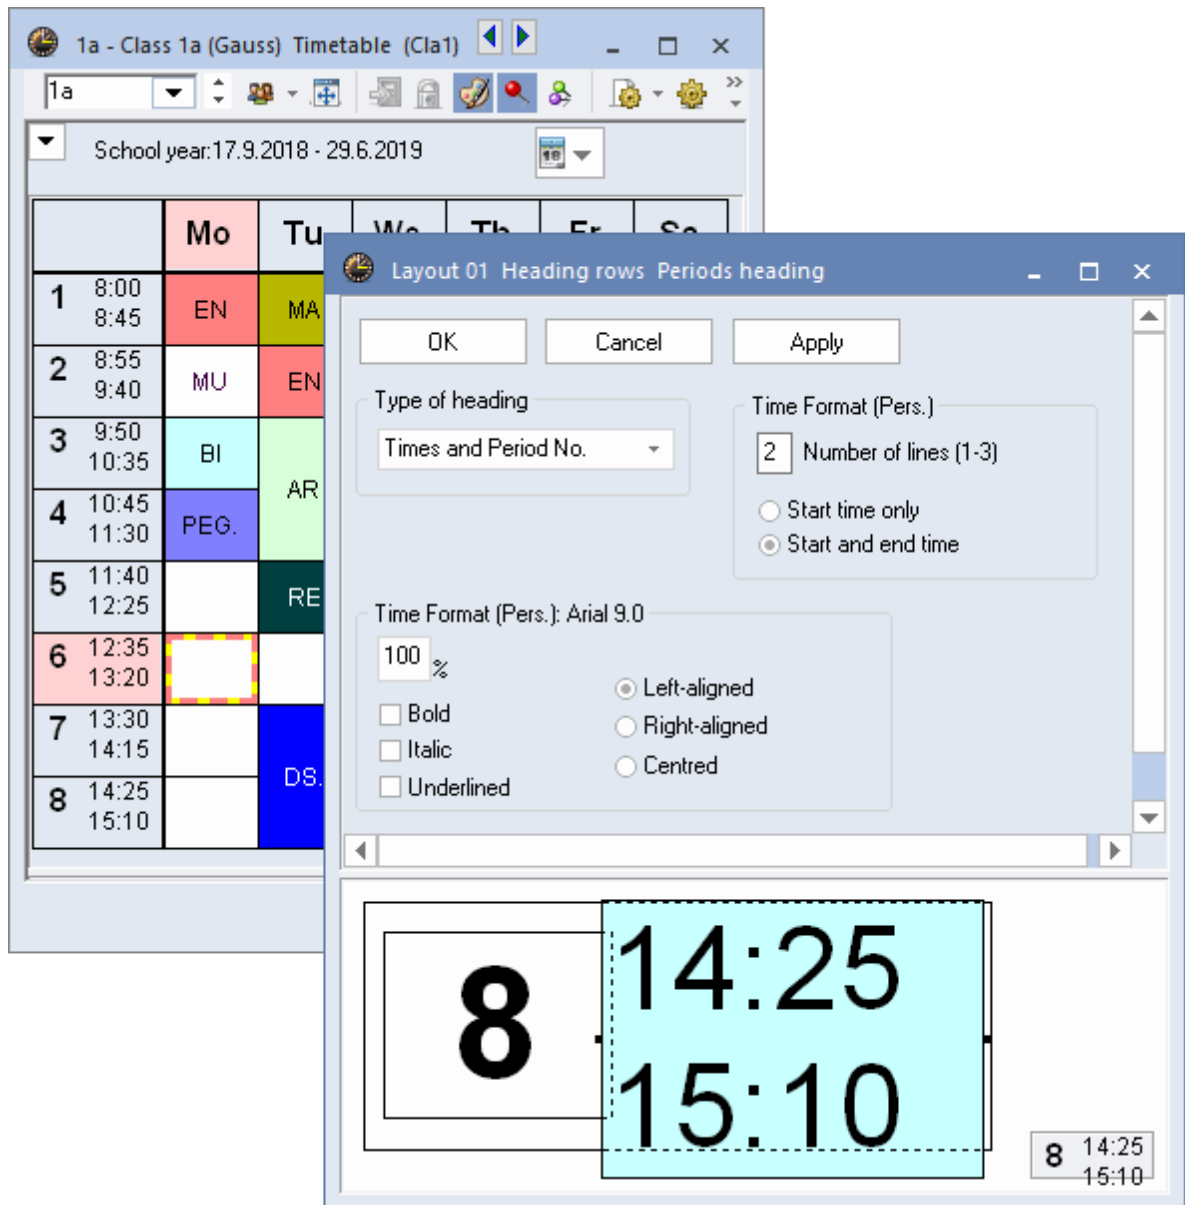 1a - Class 1a (Gauss) Timetable (Cla1)
1a
School year:17.9.2018 - 29.6.2019
18
Mo Tu We Th Fr Sa
1 8:00 8:45 EN MA
2 8:55 9:40 MU EN
3 9:50 10:35 BI
AR
4 10:45 11:30 PEG.
5 11:40 12:25 RE
6 12:35 13:20
7 13:30 14:15
DS.
8 14:25 15:10
Layout 01 Heading rows Periods heading
OK Cancel Apply
Type of heading
Times and Period No.
Time Format (Pers.)
2 Number of lines (1-3)
Start time only
Start and end time
Time Format (Pers.): Arial 9.0
100 %
Bold
Italic
Underlined
Left-aligned
Right-aligned
Centred
8 14:25
15:10
8 14:25
15:10